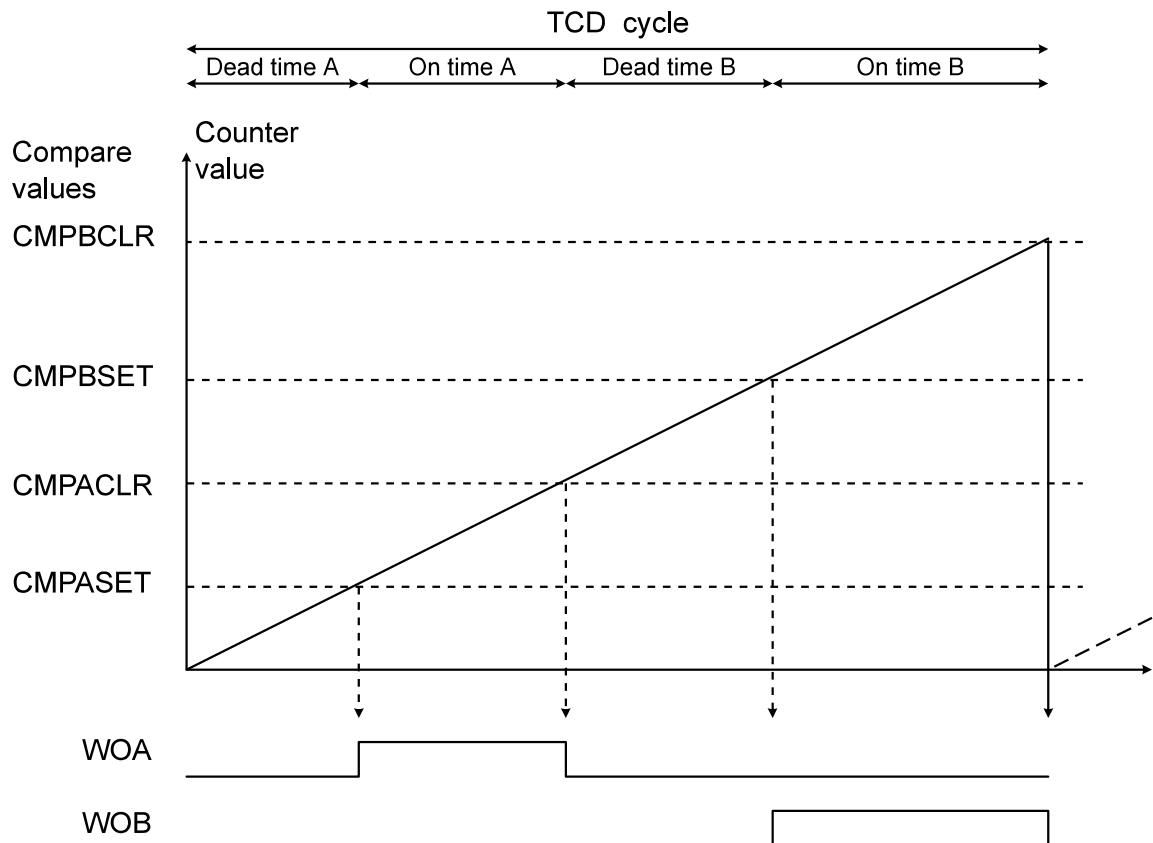 TCD cycle
Dead time A
On time A
Dead time B
On time B
Counter
value
Compare
values
CMPBCLR
CMPBSET
CMPACLR
CMPASET
WOA
WOB